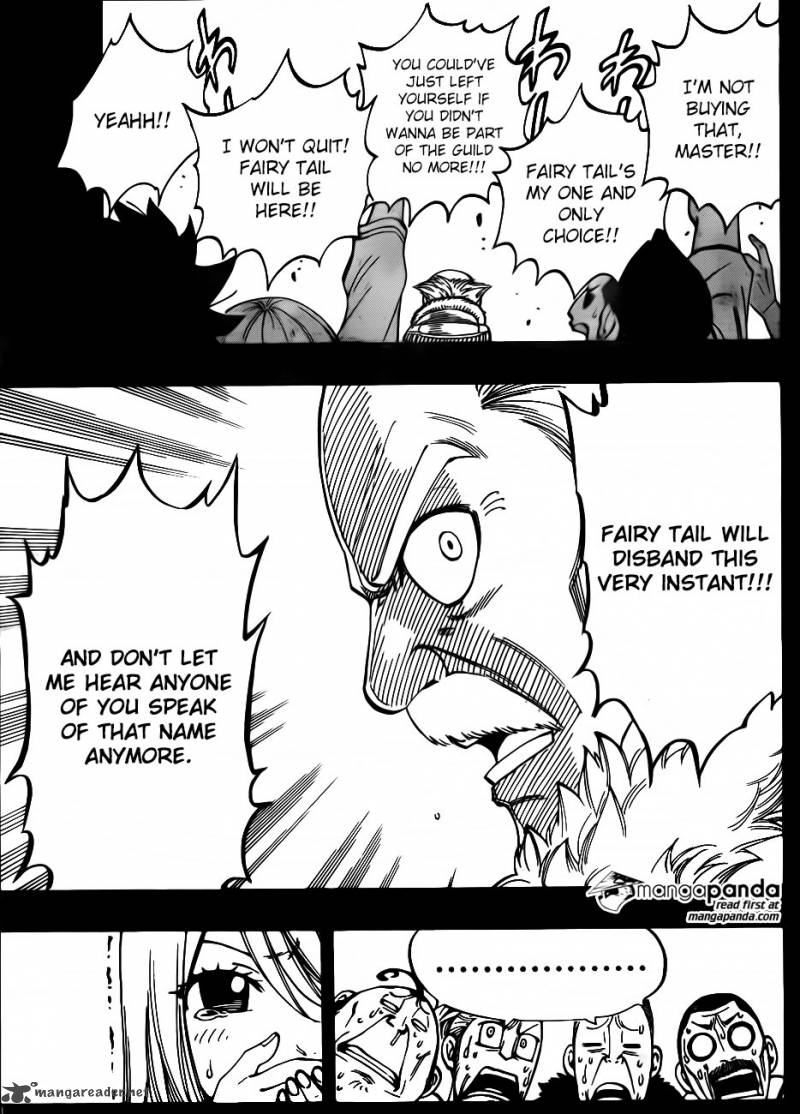 I'M NOT
BUYING
THAT,
MASTER!!
わ
わ
わ
YOU COULD'VE
JUST LEFT
YOURSELF IF
YOU DIDN'T
WANNA BE PART
OF THE GUILD
NO MORE!!!
FAIRY TAIL'S
MY ONE AND
ONLY
CHOICE!!
I WON'T QUIT!
FAIRY TAIL
WILL BE
HERE!!
YEAHH!!
FAIRY TAIL WILL
DISBAND THIS
VERY INSTANT!!!
AND DON'T LET
ME HEAR ANYONE
OF YOU SPEAK
OF THAT NAME
ANYMORE.
mangapanda
read first at
mangapanda.com
..................
mangareader.net